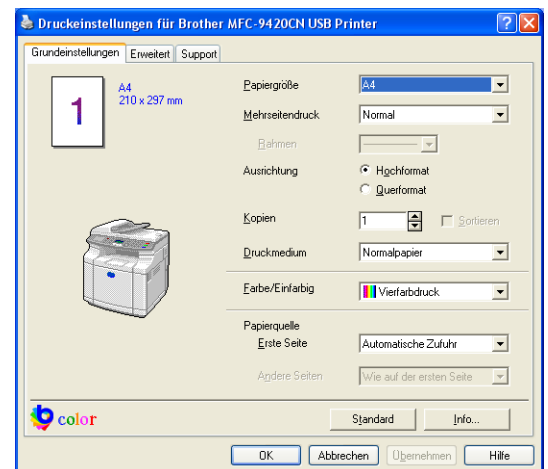 Druckeinstellungen für Brother MFC-9420CN USB Printer
Grundeinstellungen Erweitert Support
1
A4
210 x 297 mm
Papiergröße A4
Mehrseitendruck Normal
Rahmen
Ausrichtung Hochformat
Querformat
Kopien 1 Sortieren
Druckmedium Normalpapier
Farbe/Einfarbig Vierfarbdruck
Papierquelle
Erste Seite Automatische Zufuhr
Andere Seiten Wie auf der ersten Seite
color Standard Info...
OK Abbrechen Übernehmen Hilfe